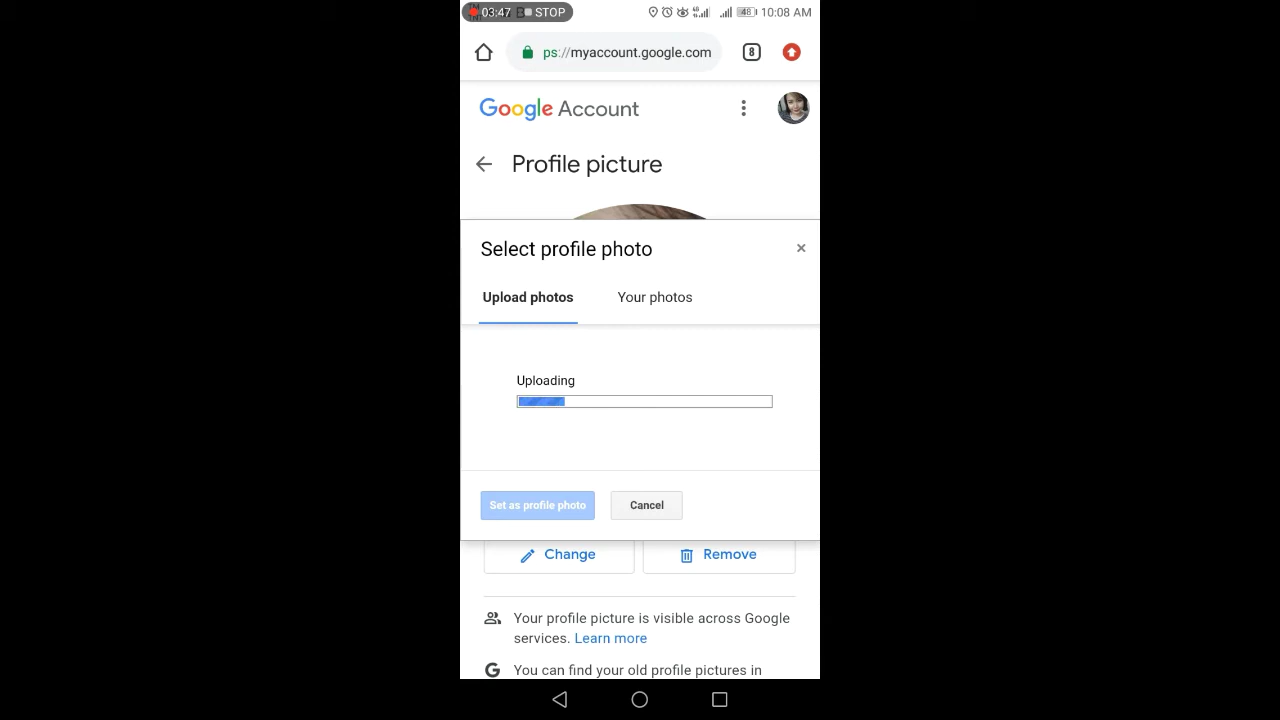 03:47 STOP 48 10:08 AM
ps://myaccount.google.com 8
Google Account
Profile picture
Select profile photo
Upload photos Your photos
Uploading
Set as profile photo Cancel
Change Remove
Your profile picture is visible across Google
services. Learn more
G You can find your old profile pictures in